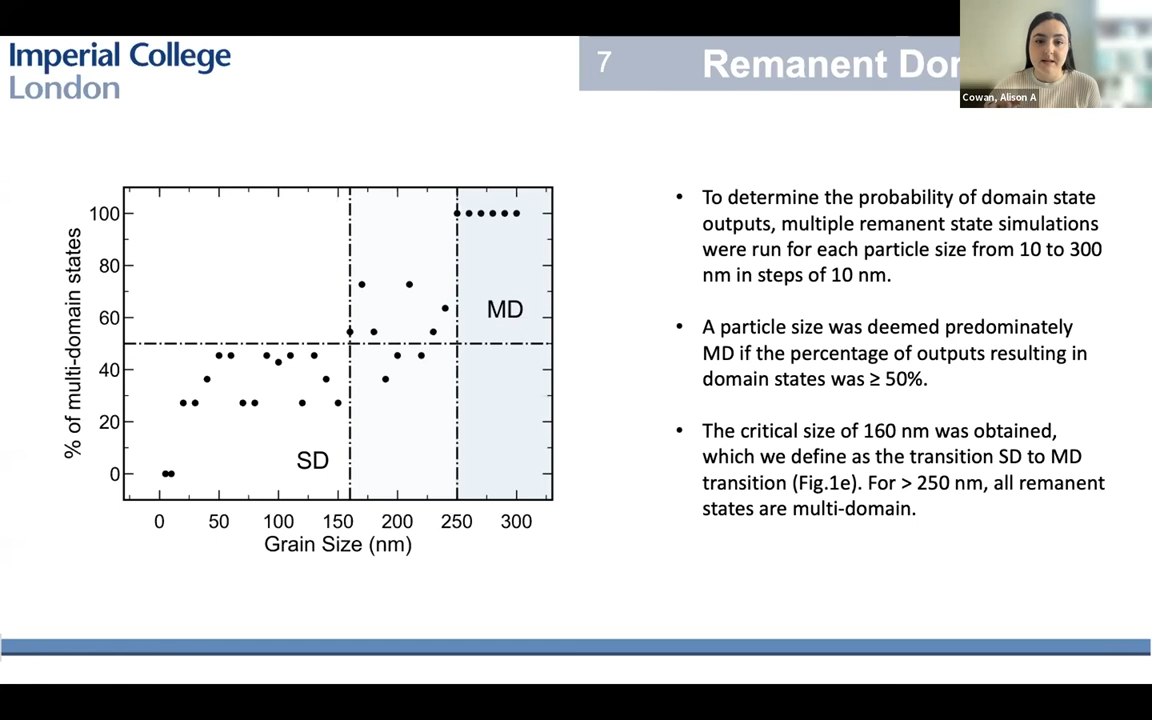 Imperial College
London
7
Remanent Do
Cowan, Alison A
100
80
60
40
20
0
% of multi-domain states
MD
SD
0 50 100 150 200 250 300
Grain Size (nm)
• To determine the probability of domain state
outputs, multiple remanent state simulations
were run for each particle size from 10 to 300
nm in steps of 10 nm.
• A particle size was deemed predominately
MD if the percentage of outputs resulting in
domain states was ≥ 50%.
• The critical size of 160 nm was obtained,
which we define as the transition SD to MD
transition (Fig.1e). For > 250 nm, all remanent
states are multi-domain.